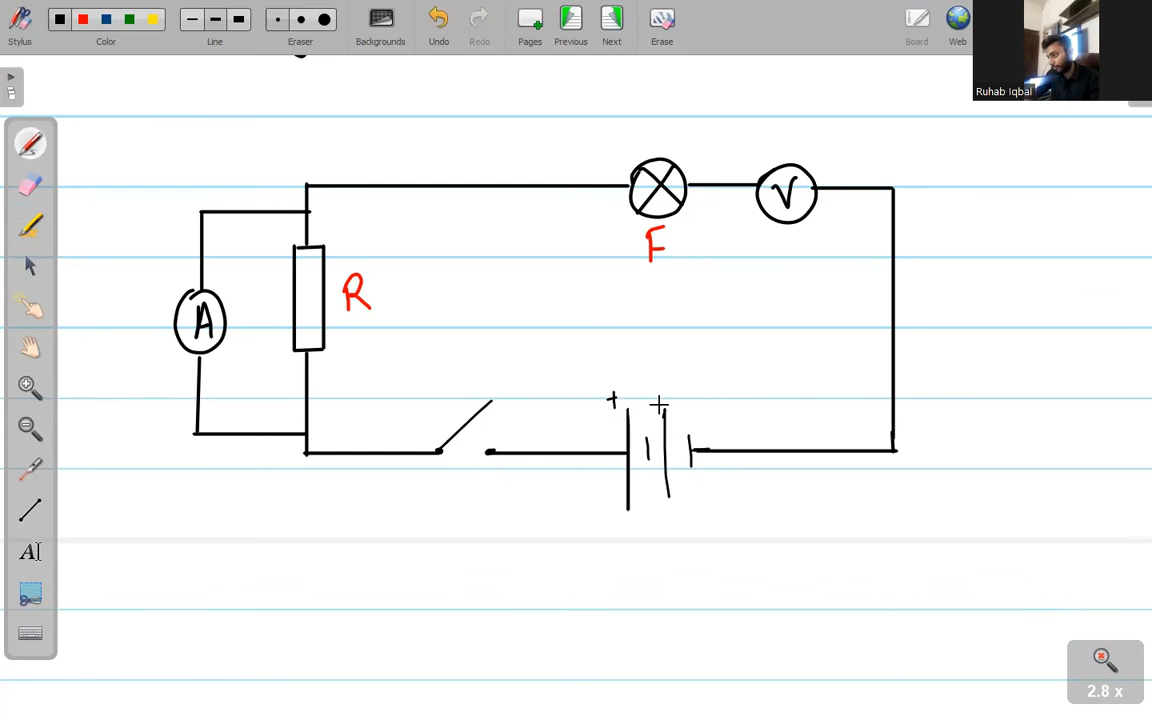 Stylus Color Line Eraser Backgrounds Undo Redo Pages Previous Next Erase Board Web
Ruhab Iqbal
V
F
R
A
+ +
A
2.8 x